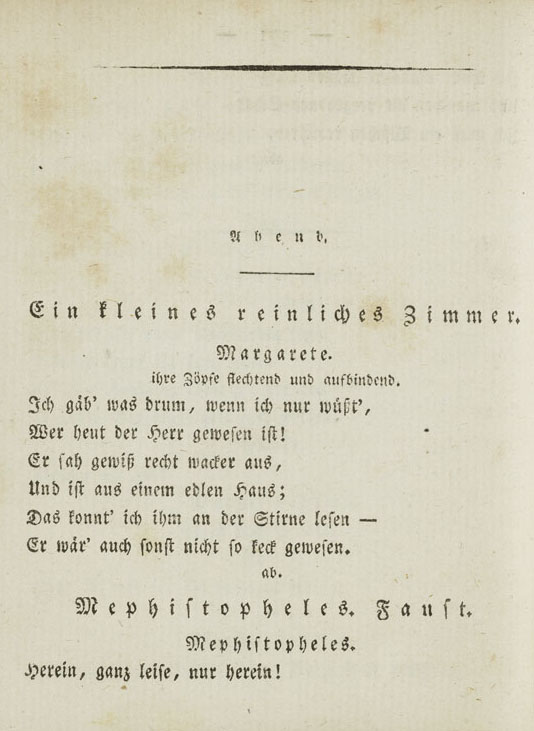 Abend.
Ein kleines reinliches Zimmer.
Margarete.
ihre Zöpfe flechtend und aufbindend.
Ich gäb' was drum, wenn ich nur wüßt',
Wer heut der Herr gewesen ist!
Er sah gewiß recht wacker aus,
Und ist aus einem edlen Haus;
Das konnt' ich ihm an der Stirne lesen —
Er wär' auch sonst nicht so keck gewesen.
ab.
Mephistopheles. Faust.
Mephistopheles.
Herein, ganz leise, nur herein!